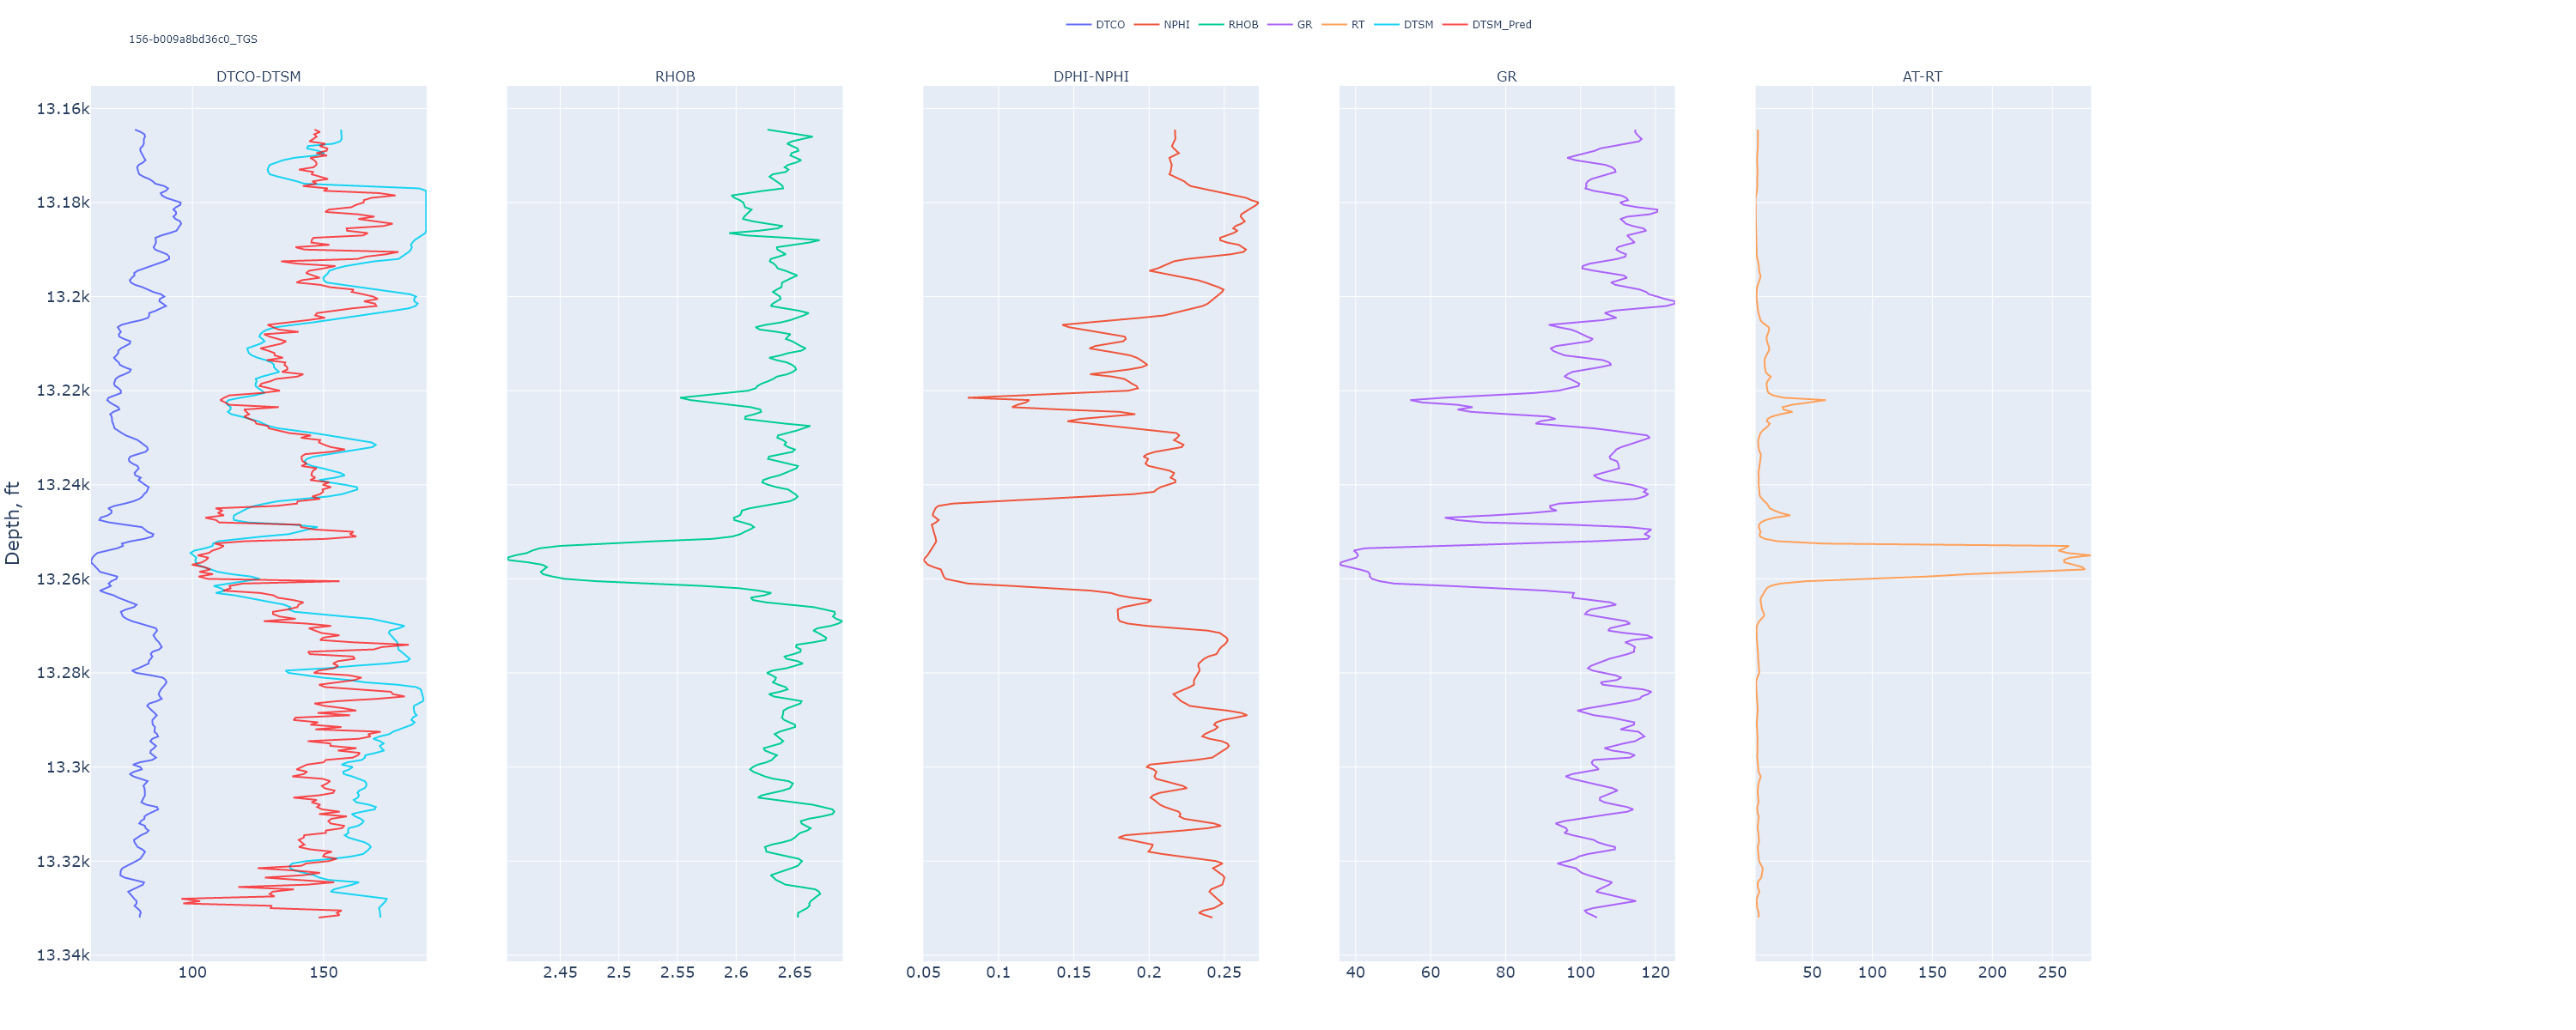 DTCO NPHI RHOB GR RT DTSM DTSM_Pred
156-b009a8bd36c0_TGS
DTCO-DTSM RHOB DPHI-NPHI GR AT-RT
Depth, ft
13.16k
13.18k
13.2k
13.22k
13.24k
13.26k
13.28k
13.3k
13.32k
13.34k
100 150 2.45 2.5 2.55 2.6 2.65 0.05 0.1 0.15 0.2 0.25 40 60 80 100 120 50 100 150 200 250